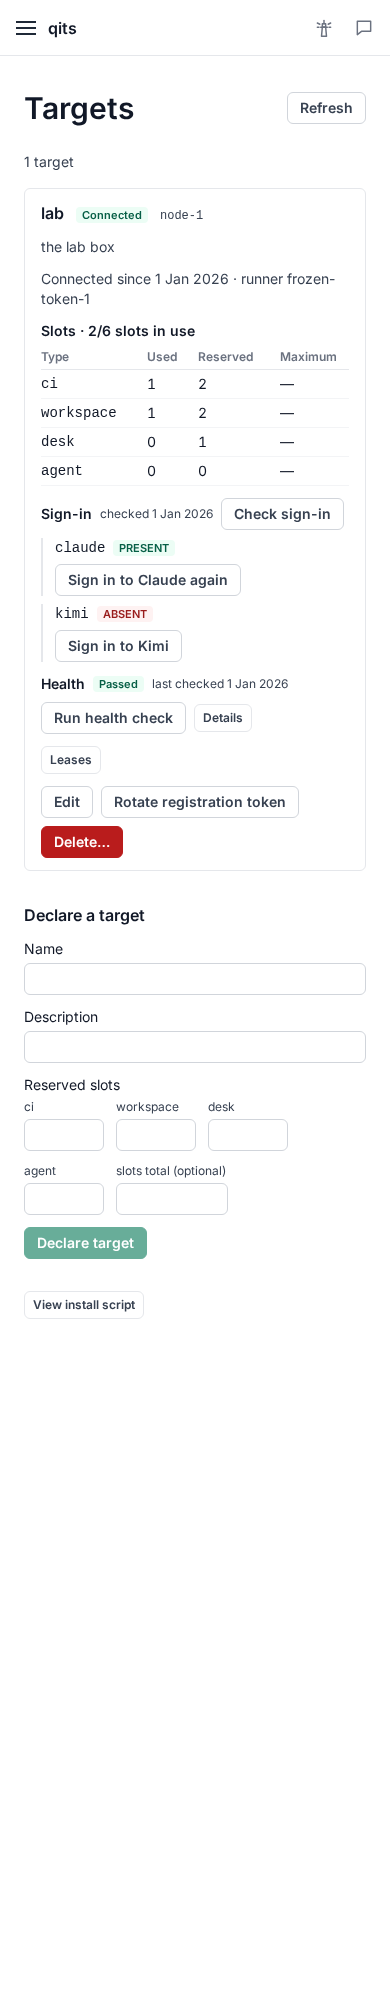 qits
Targets
Refresh
1 target
lab Connected node-1
the lab box
Connected since 1 Jan 2026 · runner frozen-
token-1
Slots · 2/6 slots in use
Type Used Reserved Maximum
ci 1 2 —
workspace 1 2 —
desk 0 1 —
agent 0 0 —
Sign-in checked 1 Jan 2026 Check sign-in
claude PRESENT
Sign in to Claude again
kimi ABSENT
Sign in to Kimi
Health Passed last checked 1 Jan 2026
Run health check Details
Leases
Edit Rotate registration token
Delete...
Declare a target
Name
Description
Reserved slots
ci workspace desk
agent slots total (optional)
Declare target
View install script